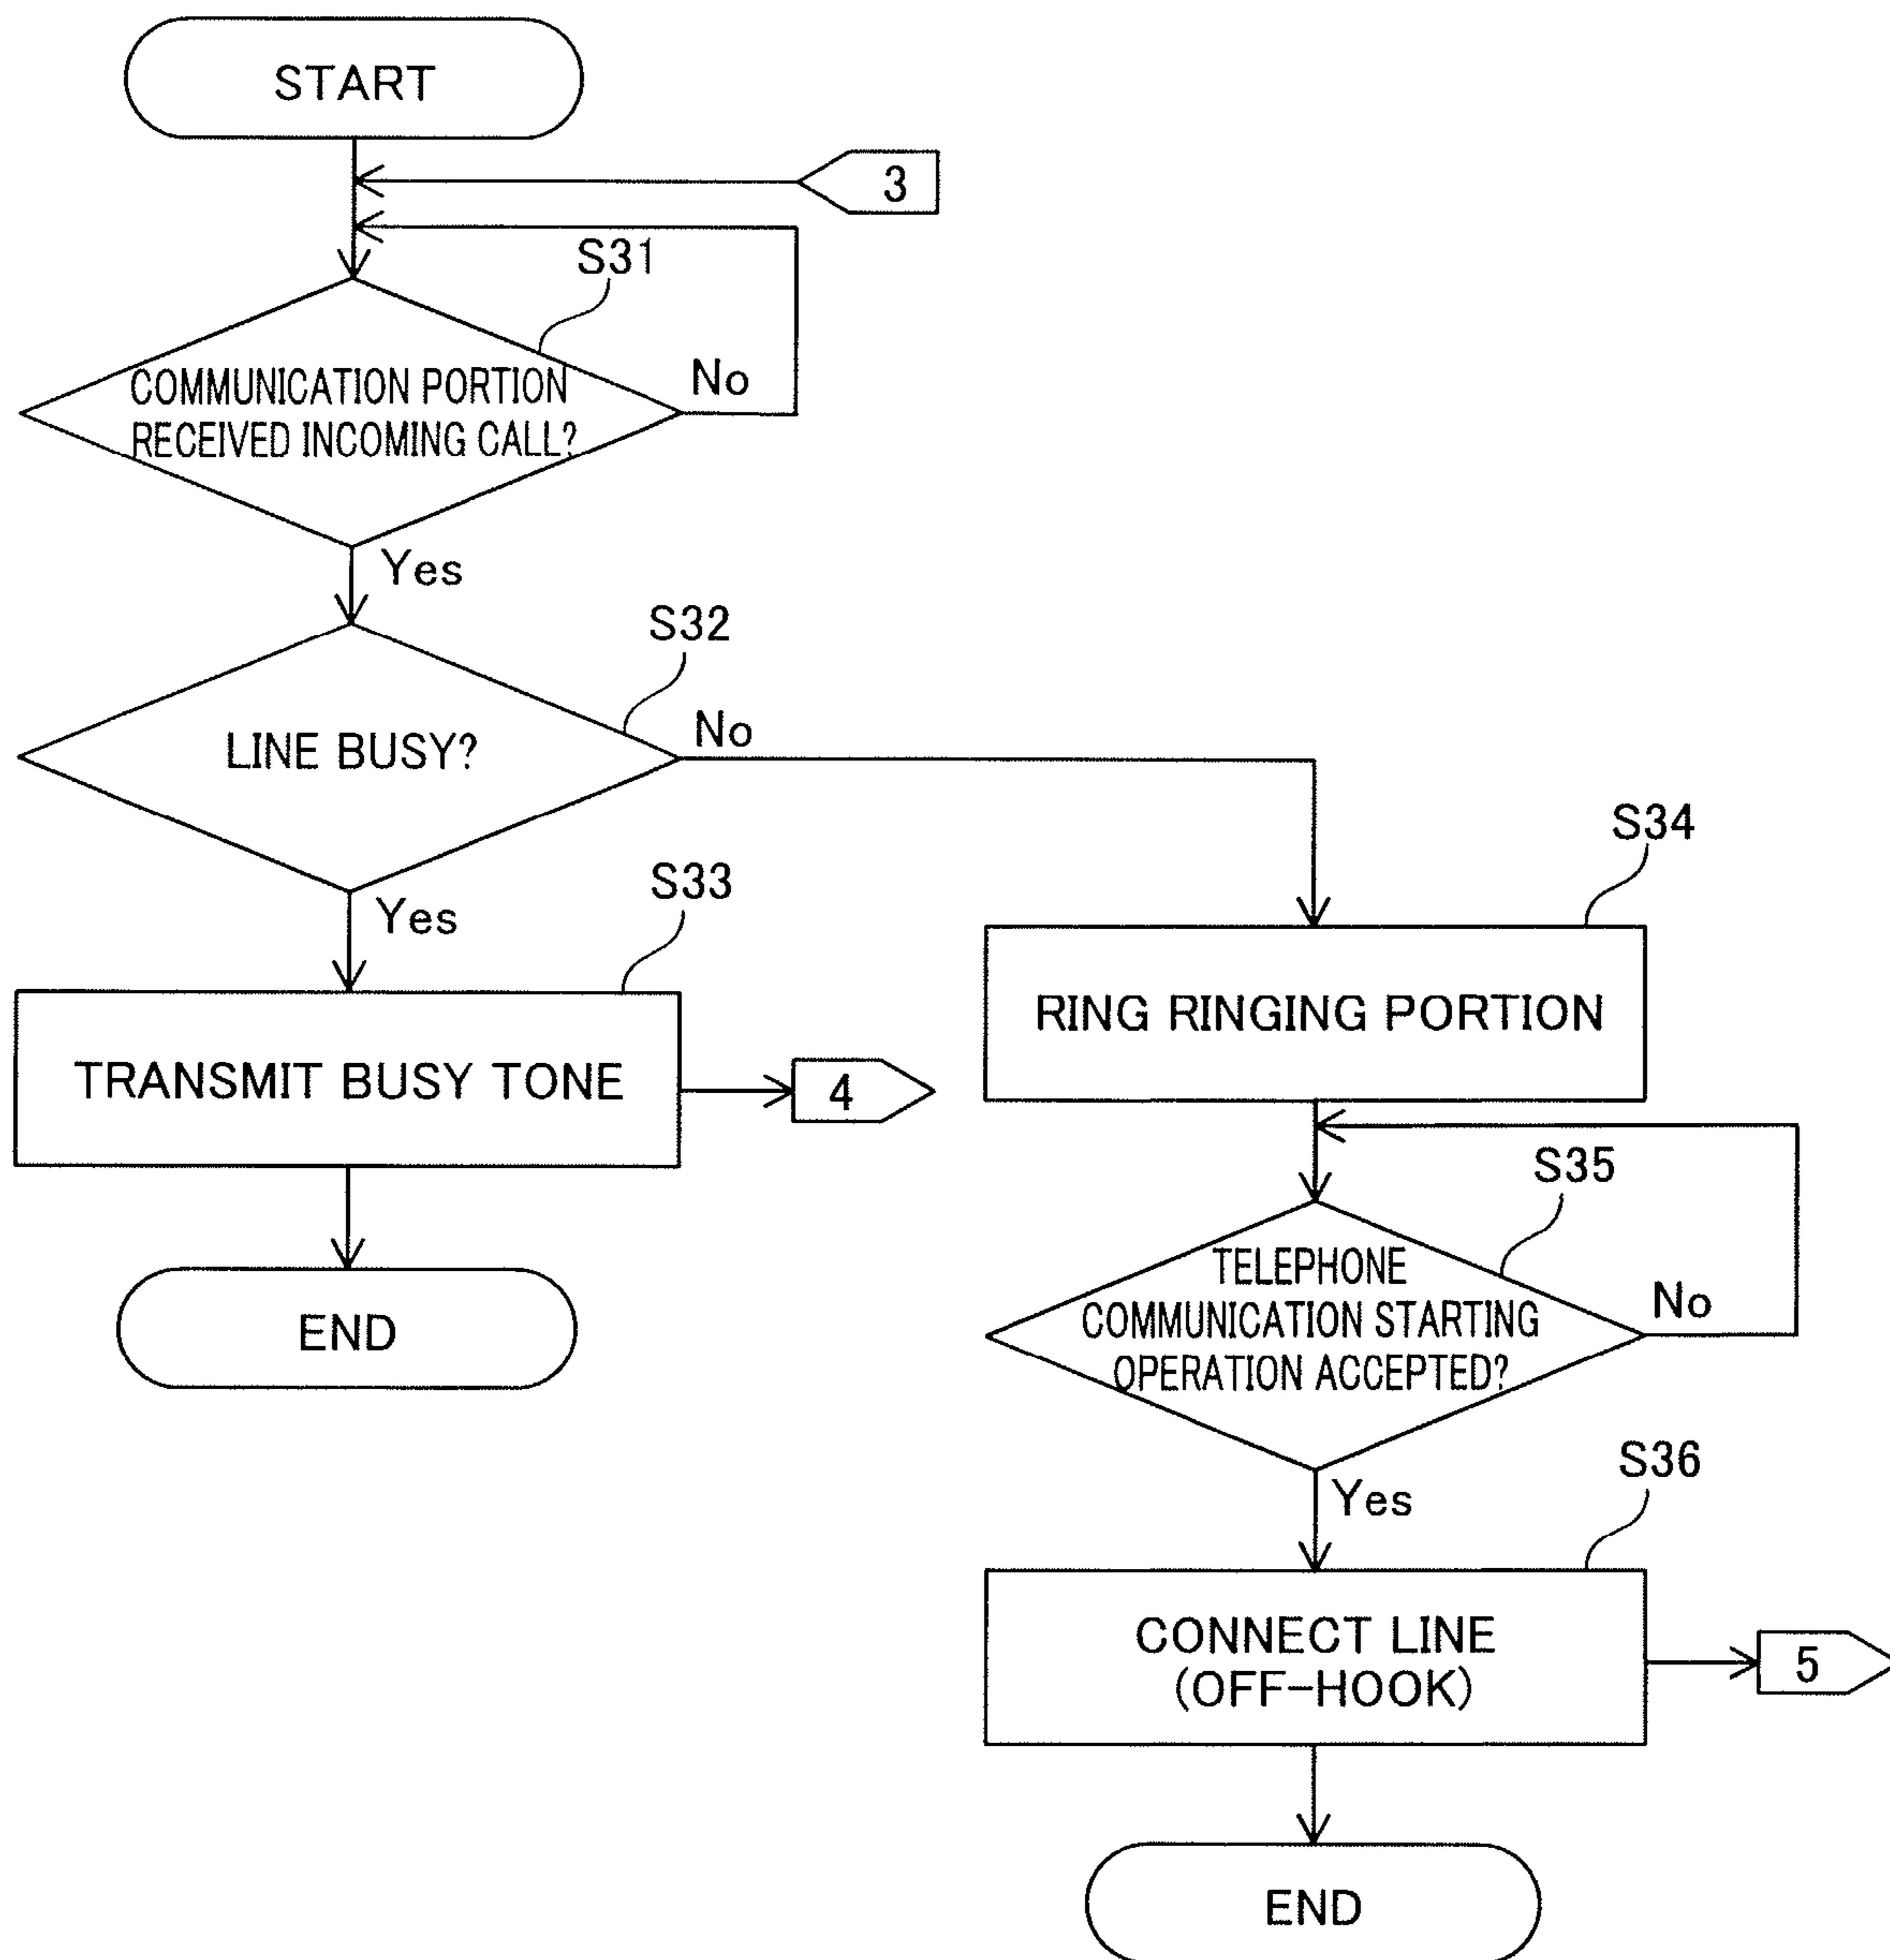 START
3
S31
COMMUNICATION PORTION
RECEIVED INCOMING CALL?
No
Yes
S32
LINE BUSY?
No
Yes
S33
TRANSMIT BUSY TONE
4
END
S34
RING RINGING PORTION
S35
TELEPHONE
COMMUNICATION STARTING
OPERATION ACCEPTED?
No
Yes
S36
CONNECT LINE
(OFF-HOOK)
5
END